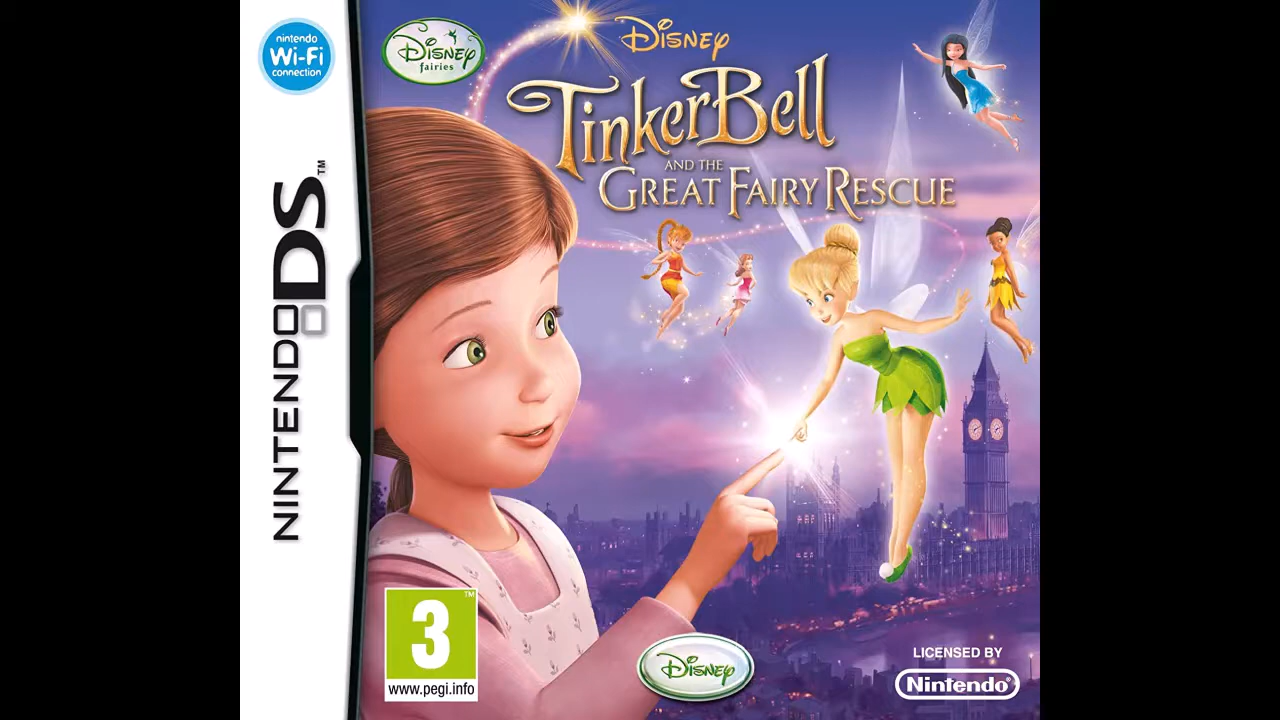 nintendo
Wi-Fi
connection
NINTENDO DS™
Disney
fairies
Disney
TinkerBell
AND THE
GREAT FAIRY RESCUE
3™
www.pegi.info
Disney
LICENSED BY
Nintendo®